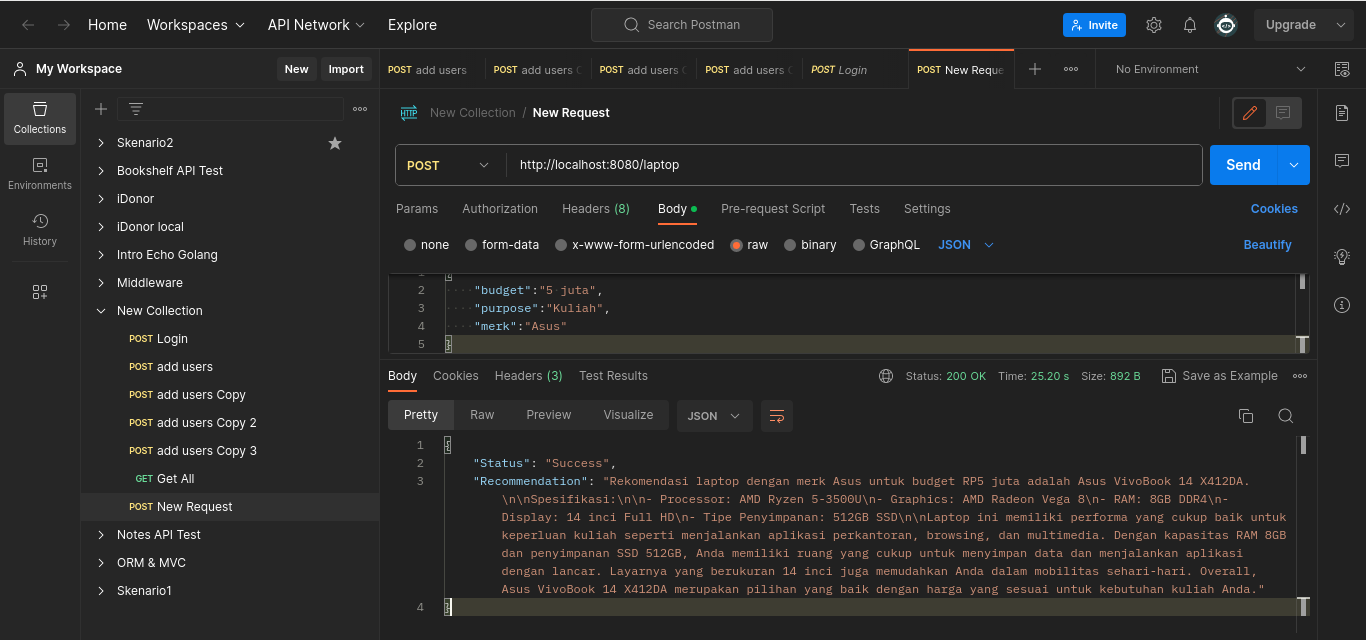 Home Workspaces API Network Explore Search Postman Invite Upgrade
My Workspace New Import
POST add users POST add users C POST add users C POST add users C POST Login POST New Reque No Environment
Collections
Environments
History
Skenario2
Bookshelf API Test
iDonor
iDonor local
Intro Echo Golang
Middleware
New Collection
POST Login
POST add users
POST add users Copy
POST add users Copy 2
POST add users Copy 3
GET Get All
POST New Request
Notes API Test
ORM & MVC
Skenario1
HTTP New Collection / New Request
POST http://localhost:8080/laptop Send
Params Authorization Headers (8) Body Pre-request Script Tests Settings Cookies
none form-data x-www-form-urlencoded raw binary GraphQL JSON Beautify
1 {
2 "budget":"5 juta",
3 "purpose":"Kuliah",
4 "merk":"Asus"
5 }
Body Cookies Headers (3) Test Results Status: 200 OK Time: 25.20 s Size: 892 B Save as Example
Pretty Raw Preview Visualize JSON
1 {
2 "Status": "Success",
3 "Recommendation": "Rekomendasi laptop dengan merk Asus untuk budget RP5 juta adalah Asus VivoBook 14 X412DA.
\n\nSpesifikasi:\n\n- Processor: AMD Ryzen 5-3500U\n- Graphics: AMD Radeon Vega 8\n- RAM: 8GB DDR4\n-
Display: 14 inci Full HD\n- Tipe Penyimpanan: 512GB SSD\n\nLaptop ini memiliki performa yang cukup baik untuk
keperluan kuliah seperti menjalankan aplikasi perkantoran, browsing, dan multimedia. Dengan kapasitas RAM 8GB
dan penyimpanan SSD 512GB, Anda memiliki ruang yang cukup untuk menyimpan data dan menjalankan aplikasi
dengan lancar. Layarnya yang berukuran 14 inci juga memudahkan Anda dalam mobilitas sehari-hari. Overall,
Asus VivoBook 14 X412DA merupakan pilihan yang baik dengan harga yang sesuai untuk kebutuhan kuliah Anda."
4 }